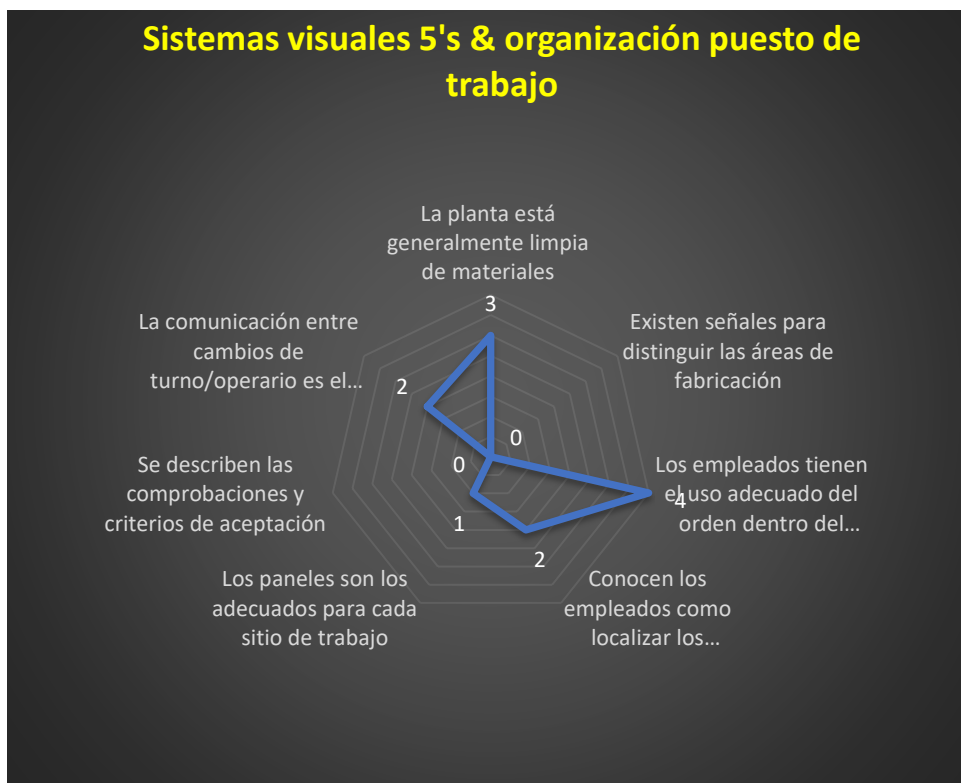 Sistemas visuales 5's & organización puesto de
trabajo
La planta está
generalmente limpia
de materiales
3
Existen señales para
distinguir las áreas de
fabricación
0
Los empleados tienen
el uso adecuado del
orden dentro del…
4
Conocen los
empleados como
localizar los…
2
Los paneles son los
adecuados para cada
sitio de trabajo
1
Se describen las
comprobaciones y
criterios de aceptación
0
La comunicación entre
cambios de
turno/operario es el…
2